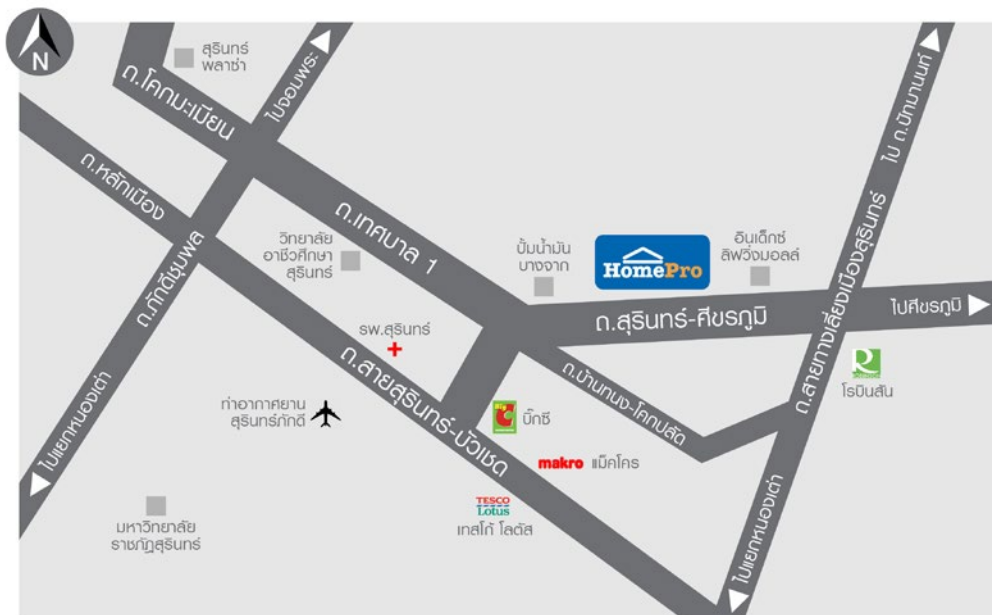 N
สุรินทร์
พลาซ่า
ถ.โคกมะเมียน
ไปจอมพระ
ถ.หลักเมือง
ถ.ภักดีชุมพล
ไปแยกหนองเต่า
วิทยาลัย
อาชีวศึกษา
สุรินทร์
ถ.เทศบาล 1
ปั้มน้ำมัน
บางจาก
HomePro
อินเด็กซ์
ลิฟวิ่งมอลล์
ไป ถ.ปัทมานนท์
ถ.สายทางเลี่ยงเมืองสุรินทร์
ถ.สุรินทร์-ศีขรภูมิ
ไปศีขรภูมิ
รพ.สุรินทร์
ถ.สายสุรินทร์-บัวเชด
ถ.บ้านถนง-โคกปลัด
R
โรบินสัน
ท่าอากาศยาน
สุรินทร์ภักดี
Big C
บิ๊กซี
makro แม็คโคร
TESCO
Lotus
เทสโก้ โลตัส
มหาวิทยาลัย
ราชภัฏสุรินทร์
ไปแยกหนองเต่า